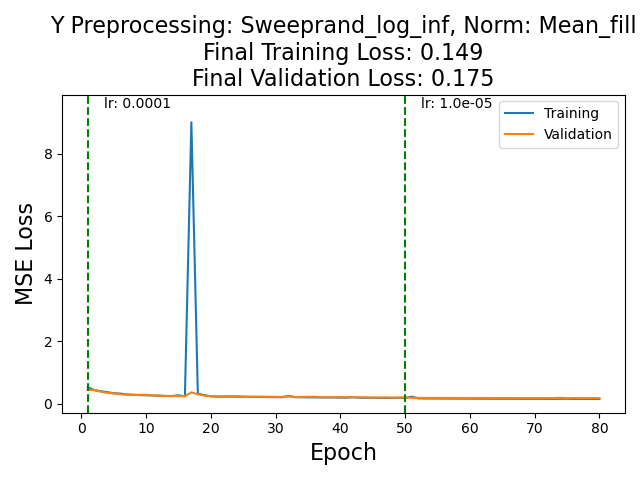 Y Preprocessing: Sweeprand_log_inf, Norm: Mean_fill
Final Training Loss: 0.149
Final Validation Loss: 0.175
lr: 0.0001
lr: 1.0e-05
Training
Validation
MSE Loss
8
6
4
2
0
0 10 20 30 40 50 60 70 80
Epoch